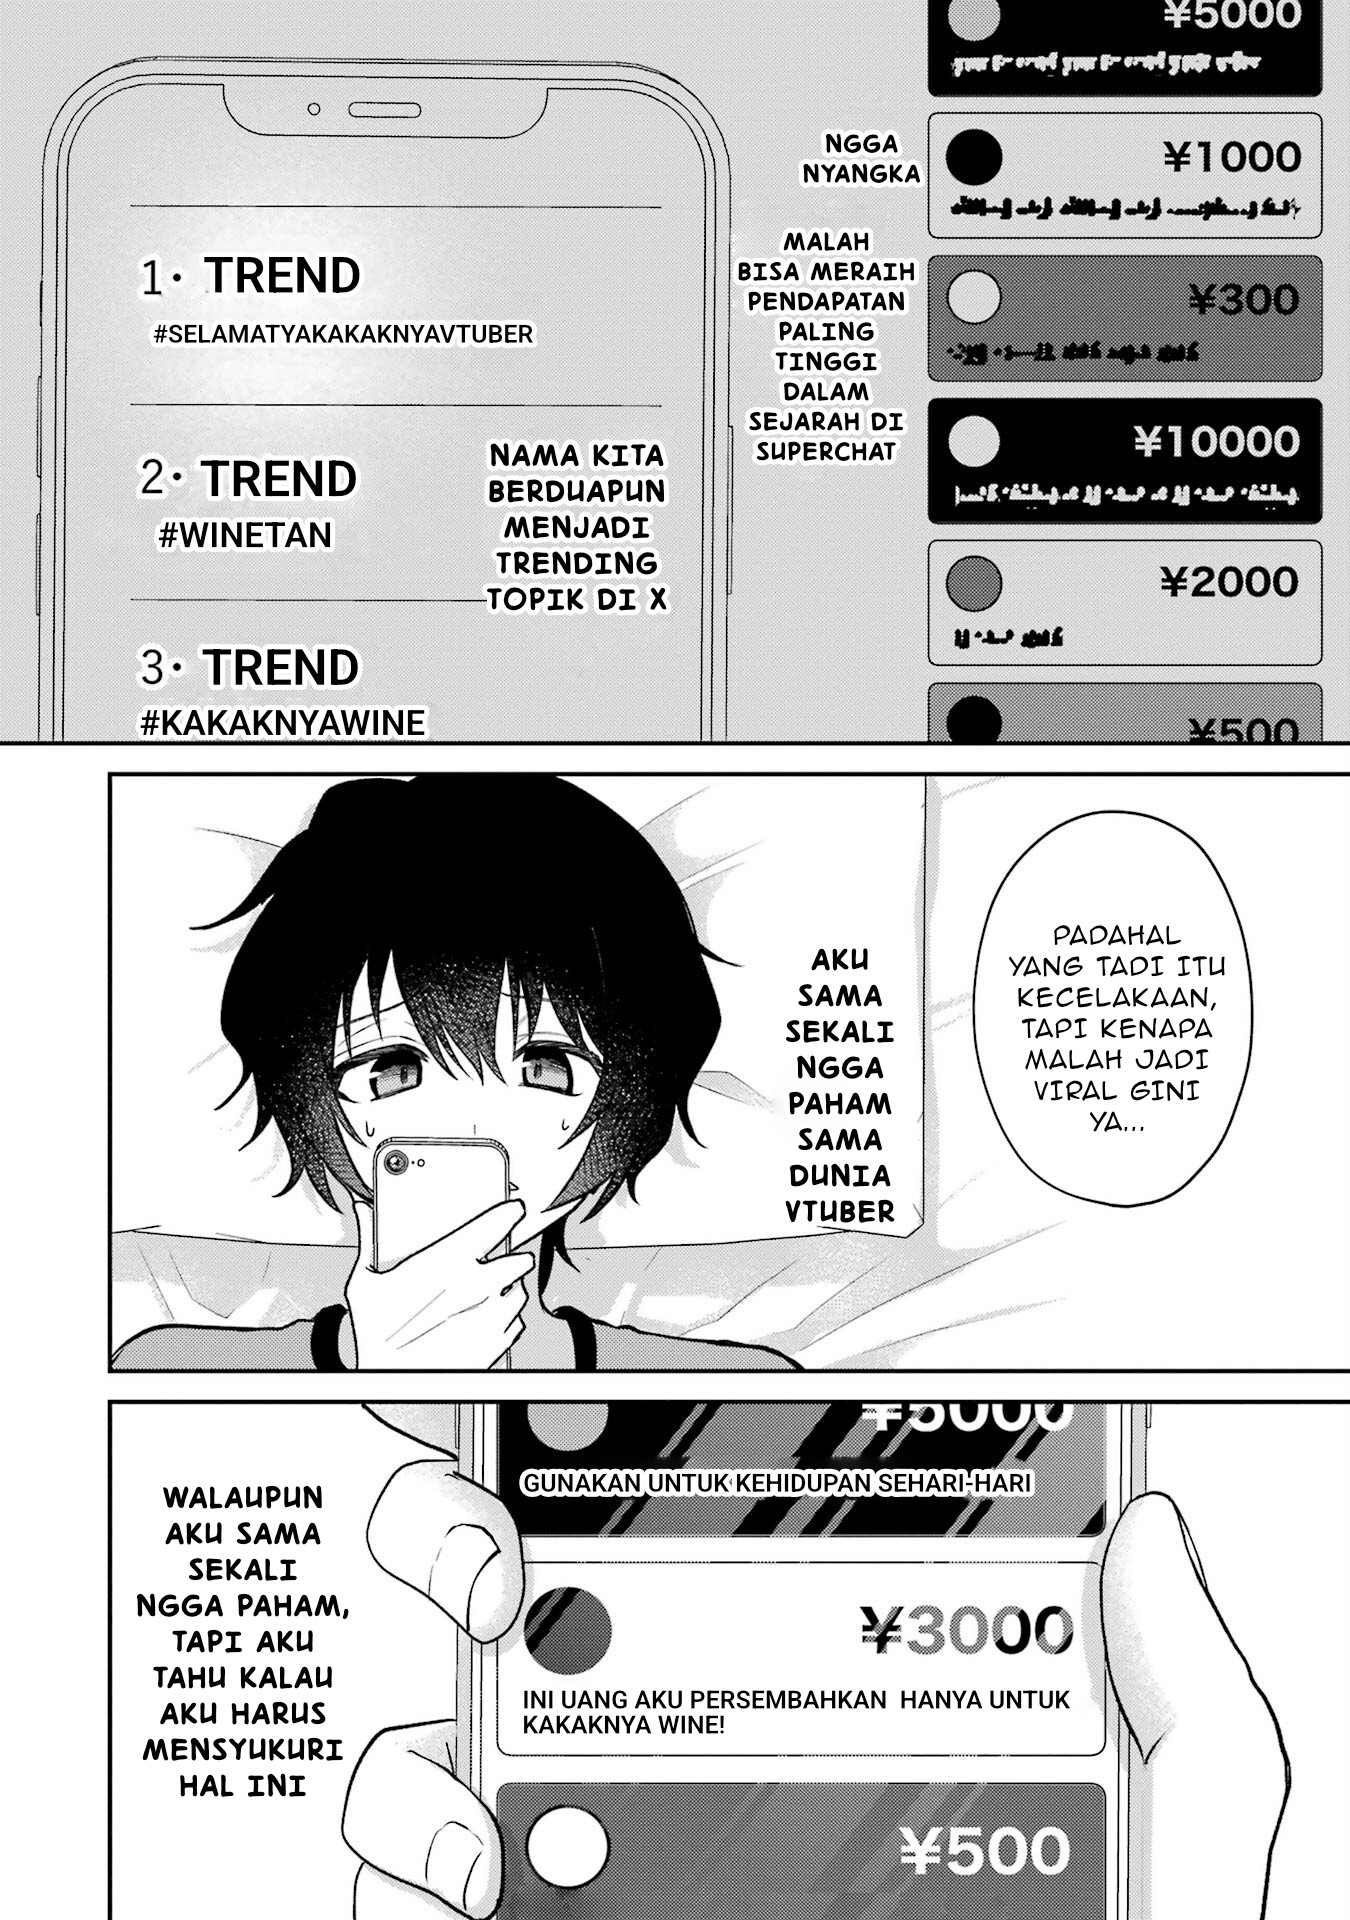 ¥5000
¥1000
¥300
¥10000
¥2000
¥500
NGGA
NYANGKA
MALAH
BISA MERAIH
PENDAPATAN
PALING
TINGGI
DALAM
SEJARAH DI
SUPERCHAT
1. TREND
#SELAMATYAKAKAKNYAVTUBER
2. TREND
#WINETAN
NAMA KITA
BERDUAPUN
MENJADI
TRENDING
TOPIK DI X
3. TREND
#KAKAKNYAWINE
PADAHAL
YANG TADI ITU
KECELAKAAN,
TAPI KENAPA
MALAH JADI
VIRAL GINI
YA...
AKU
SAMA
SEKALI
NGGA
PAHAM
SAMA
DUNIA
VTUBER
¥5000
GUNAKAN UNTUK KEHIDUPAN SEHARI-HARI
¥3000
INI UANG AKU PERSEMBAHKAN HANYA UNTUK
KAKAKNYA WINE!
¥500
WALAUPUN
AKU SAMA
SEKALI
NGGA PAHAM,
TAPI AKU
TAHU KALAU
AKU HARUS
MENSYUKURI
HAL INI